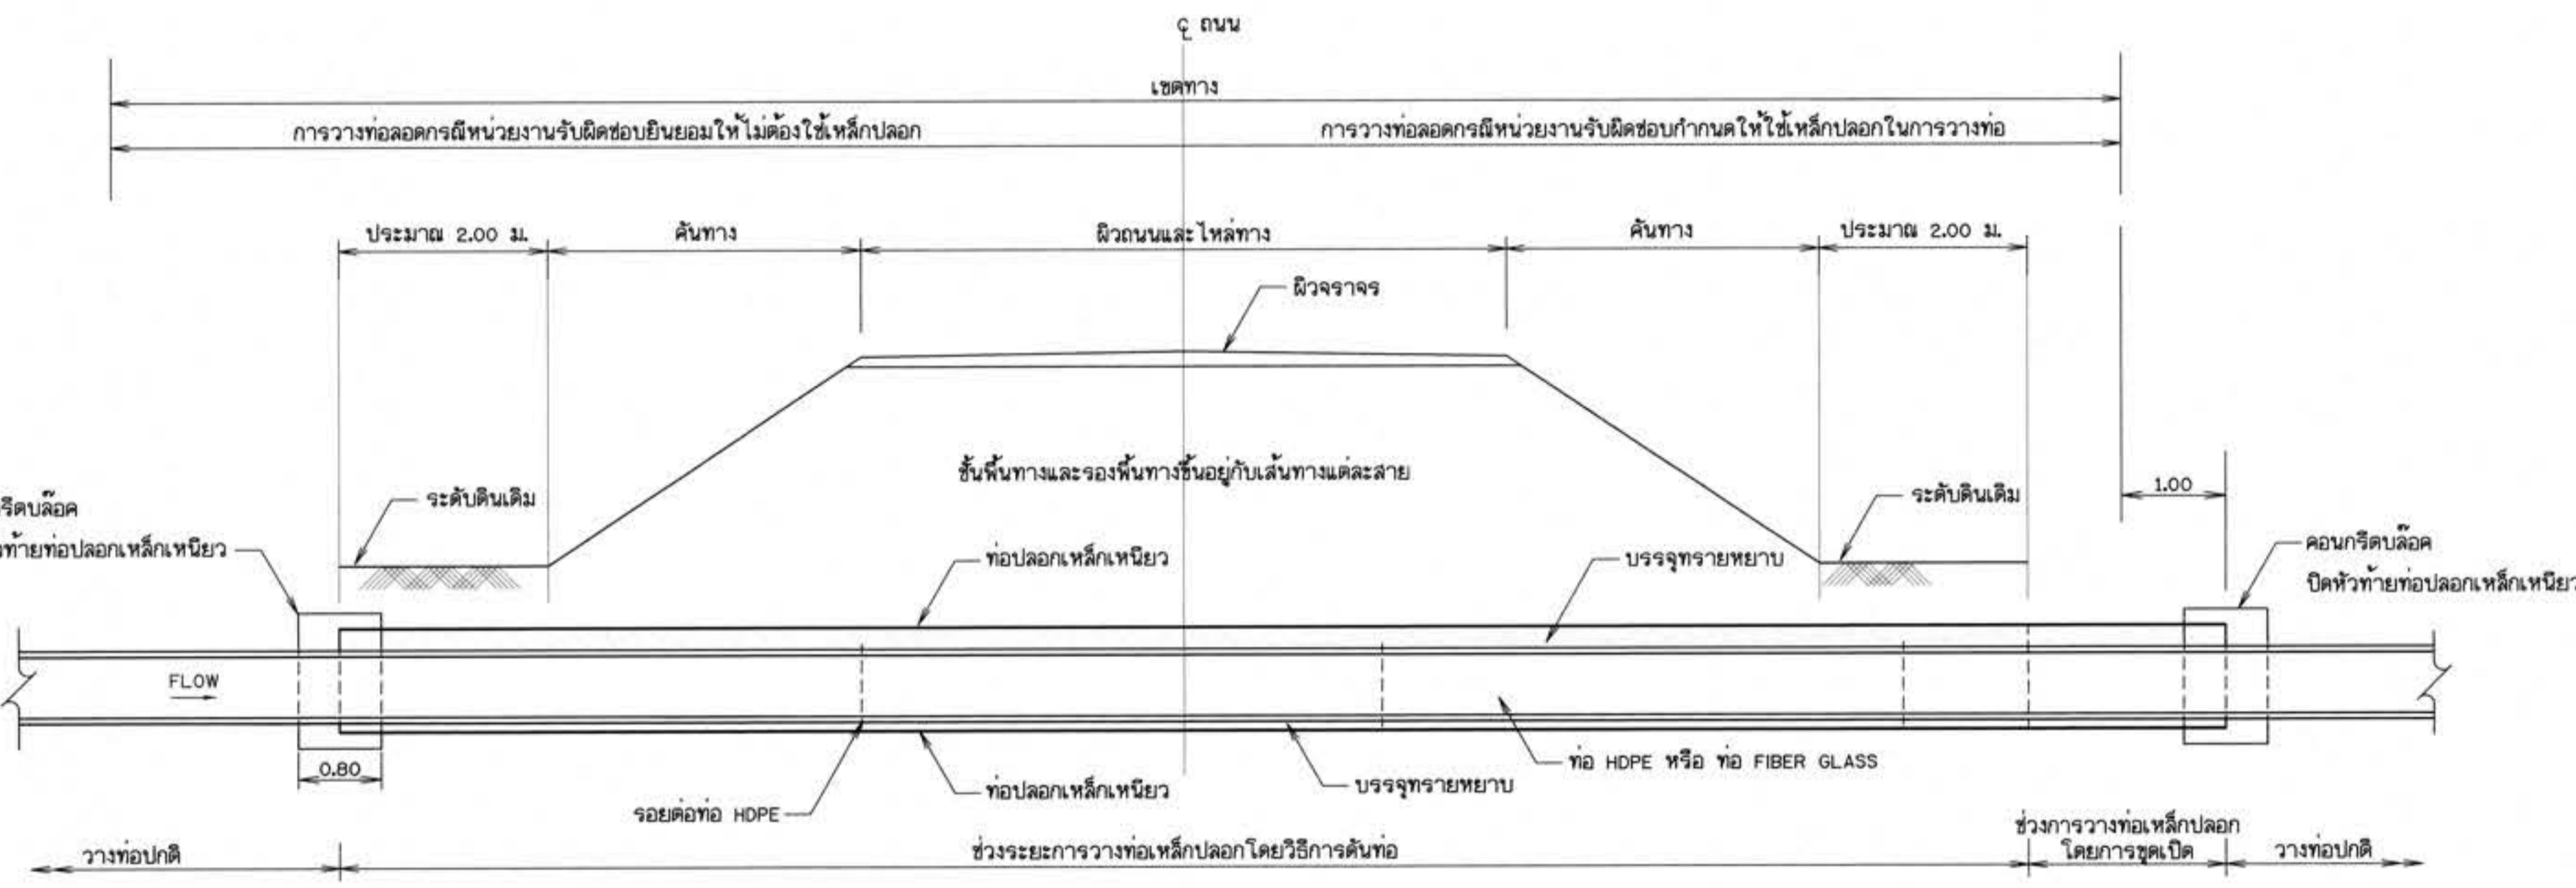 ℄ ถนน
เขตทาง
การวางท่อลอดกรณีหน่วยงานรับผิดชอบยินยอมให้ไม่ต้องใช้เหล็กปลอก
การวางท่อลอดกรณีหน่วยงานรับผิดชอบกำหนดให้ใช้เหล็กปลอกในการวางท่อ
ประมาณ 2.00 ม.
คันทาง
ผิวถนนและไหล่ทาง
คันทาง
ประมาณ 2.00 ม.
ผิวจราจร
ชั้นพื้นทางและรองพื้นทางขึ้นอยู่กับเส้นทางแต่ละสาย
ระดับดินเดิม
ระดับดินเดิม
1.00
รีตบล๊อค
ท้ายท่อปลอกเหล็กเหนียว
ท่อปลอกเหล็กเหนียว
บรรจุทรายหยาบ
คอนกรีตบล๊อค
ปิดหัวท้ายท่อปลอกเหล็กเหนียว
FLOW
0.80
รอยต่อท่อ HDPE
ท่อปลอกเหล็กเหนียว
บรรจุทรายหยาบ
ท่อ HDPE หรือ ท่อ FIBER GLASS
วางท่อปกติ
ช่วงระยะการวางท่อเหล็กปลอกโดยวิธีการดันท่อ
ช่วงการวางท่อเหล็กปลอก
โดยการขุดเปิด
วางท่อปกติ